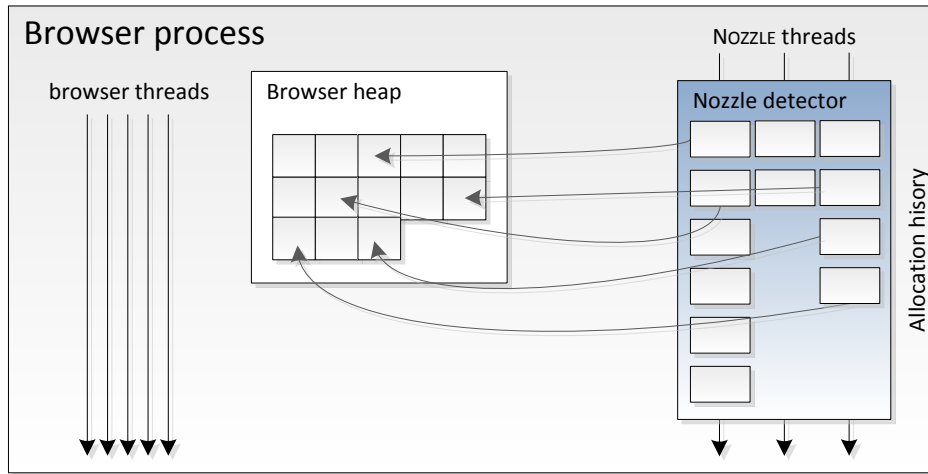 Browser process
NOZZLE threads
browser threads
Browser heap
Nozzle detector
Allocation hisory